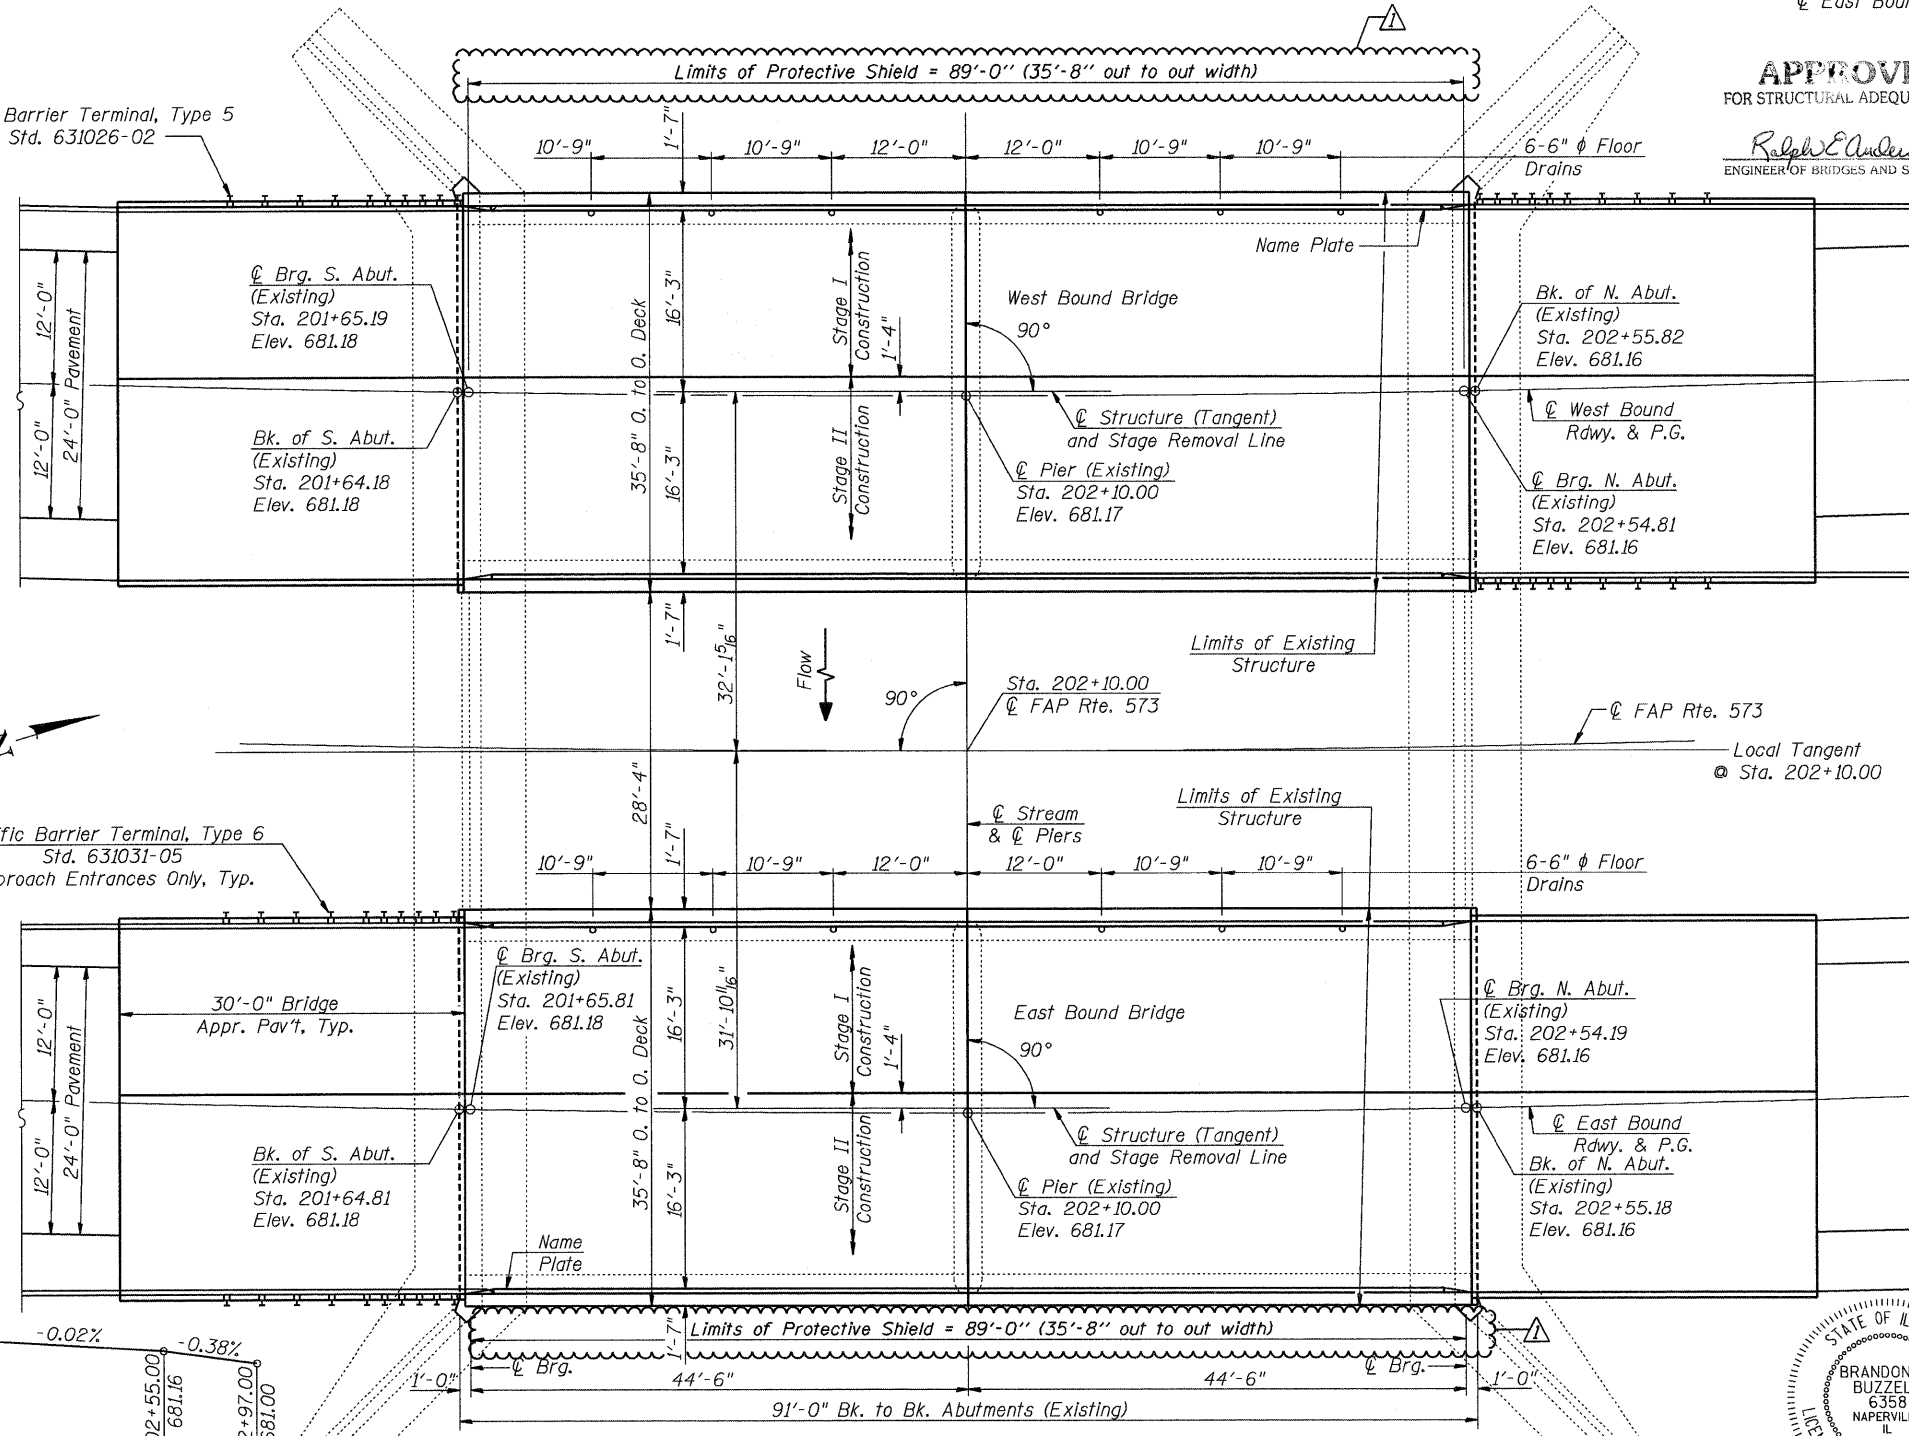 ℄ East Bou
1
Limits of Protective Shield = 89'-0'' (35'-8'' out to out width)
APPROVE
FOR STRUCTURAL ADEQU
ENGINEER OF BRIDGES AND S
Barrier Terminal, Type 5
Std. 631026-02
10'-9"
1'-7"
10'-9"
12'-0"
12'-0"
10'-9"
10'-9"
6-6" ϕ Floor
Drains
Name Plate
12'-0"
12'-0"
24'-0" Pavement
℄ Brg. S. Abut.
(Existing)
Sta. 201+65.19
Elev. 681.18
35'-8" O. to O. Deck
16'-3"
16'-3"
Stage I
Construction
1'-4"
Stage II
Construction
West Bound Bridge
90°
Bk. of N. Abut.
(Existing)
Sta. 202+55.82
Elev. 681.16
Bk. of S. Abut.
(Existing)
Sta. 201+64.18
Elev. 681.18
℄ Structure (Tangent)
and Stage Removal Line
℄ Pier (Existing)
Sta. 202+10.00
Elev. 681.17
℄ West Bound
Rdwy. & P.G.
℄ Brg. N. Abut.
(Existing)
Sta. 202+54.81
Elev. 681.16
1'-7"
32'-1 5/16"
Flow
90°
Limits of Existing
Structure
Sta. 202+10.00
℄ FAP Rte. 573
℄ FAP Rte. 573
Local Tangent
@ Sta. 202+10.00
28'-4"
℄ Stream
& ℄ Piers
Limits of Existing
Structure
ffic Barrier Terminal, Type 6
Std. 631031-05
proach Entrances Only, Typ.
10'-9"
1'-7"
10'-9"
12'-0"
12'-0"
10'-9"
10'-9"
6-6" ϕ Floor
Drains
12'-0"
12'-0"
24'-0" Pavement
30'-0" Bridge
Appr. Pav't, Typ.
℄ Brg. S. Abut.
(Existing)
Sta. 201+65.81
Elev. 681.18
35'-8" O. to O. Deck
16'-3"
16'-3"
31'-10 11/16"
Stage I
Construction
1'-4"
Stage II
Construction
East Bound Bridge
90°
℄ Brg. N. Abut.
(Existing)
Sta. 202+54.19
Elev. 681.16
Bk. of S. Abut.
(Existing)
Sta. 201+64.81
Elev. 681.18
℄ Structure (Tangent)
and Stage Removal Line
℄ Pier (Existing)
Sta. 202+10.00
Elev. 681.17
℄ East Bound
Rdwy. & P.G.
Bk. of N. Abut.
(Existing)
Sta. 202+55.18
Elev. 681.16
Name
Plate
-0.02%
-0.38%
02+55.00
681.16
2+97.00
681.00
1'-7"
Limits of Protective Shield = 89'-0'' (35'-8'' out to out width)
1
℄ Brg.
℄ Brg.
1'-0"
44'-6"
44'-6"
1'-0"
91'-0" Bk. to Bk. Abutments (Existing)
STATE OF IL
BRANDON
BUZZEL
6358
NAPERVIL
IL
LICEN